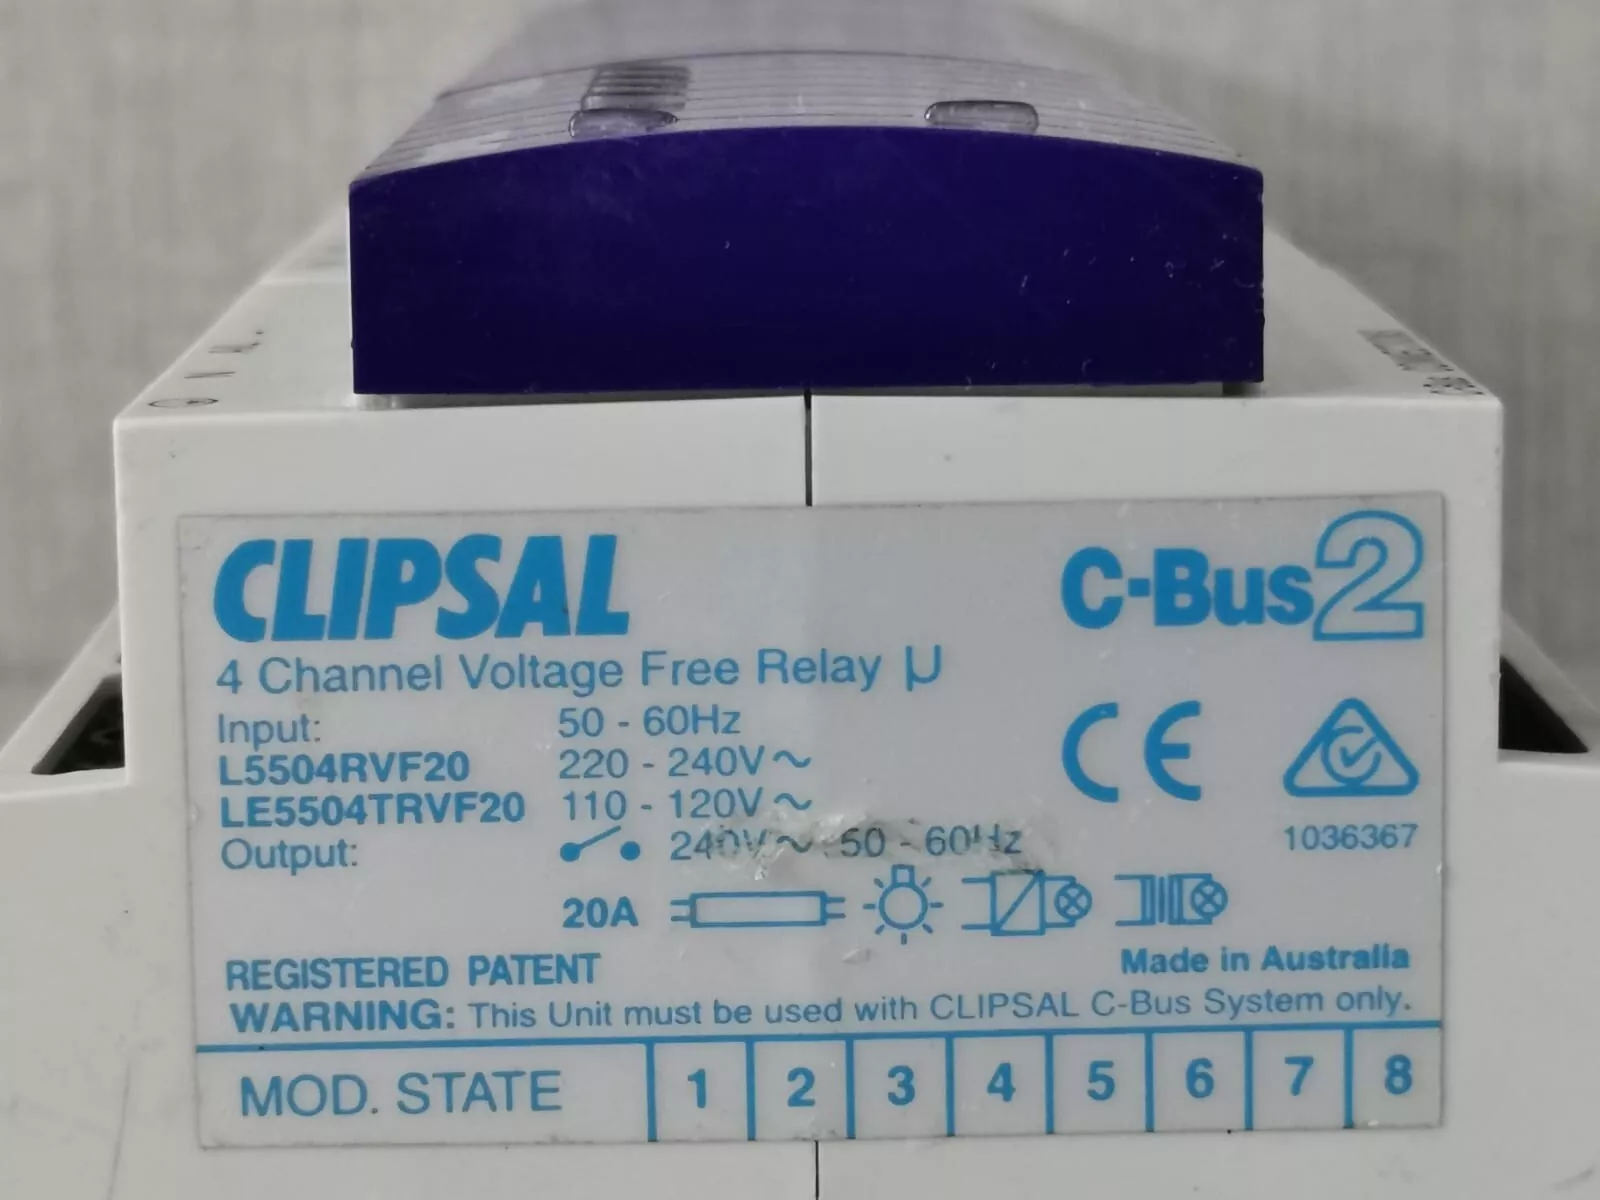 CLIPSAL C-Bus2
4 Channel Voltage Free Relay µ
Input: 50 - 60Hz
L5504RVF20 220 - 240V~
LE5504TRVF20 110 - 120V~
Output: 240V~ 50 - 60Hz
CE
1036367
20A
REGISTERED PATENT
Made in Australia
WARNING: This Unit must be used with CLIPSAL C-Bus System only.
MOD. STATE 1 2 3 4 5 6 7 8